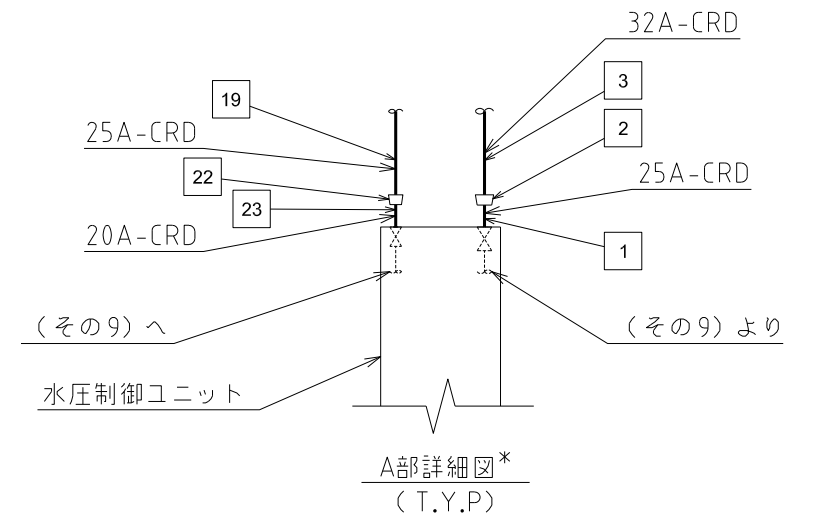 32A-CRD
19
3
25A-CRD
2
22
25A-CRD
23
20A-CRD
1
(その9)へ
(その9)より
水圧制御ユニット
A部詳細図*
(T.Y.P)